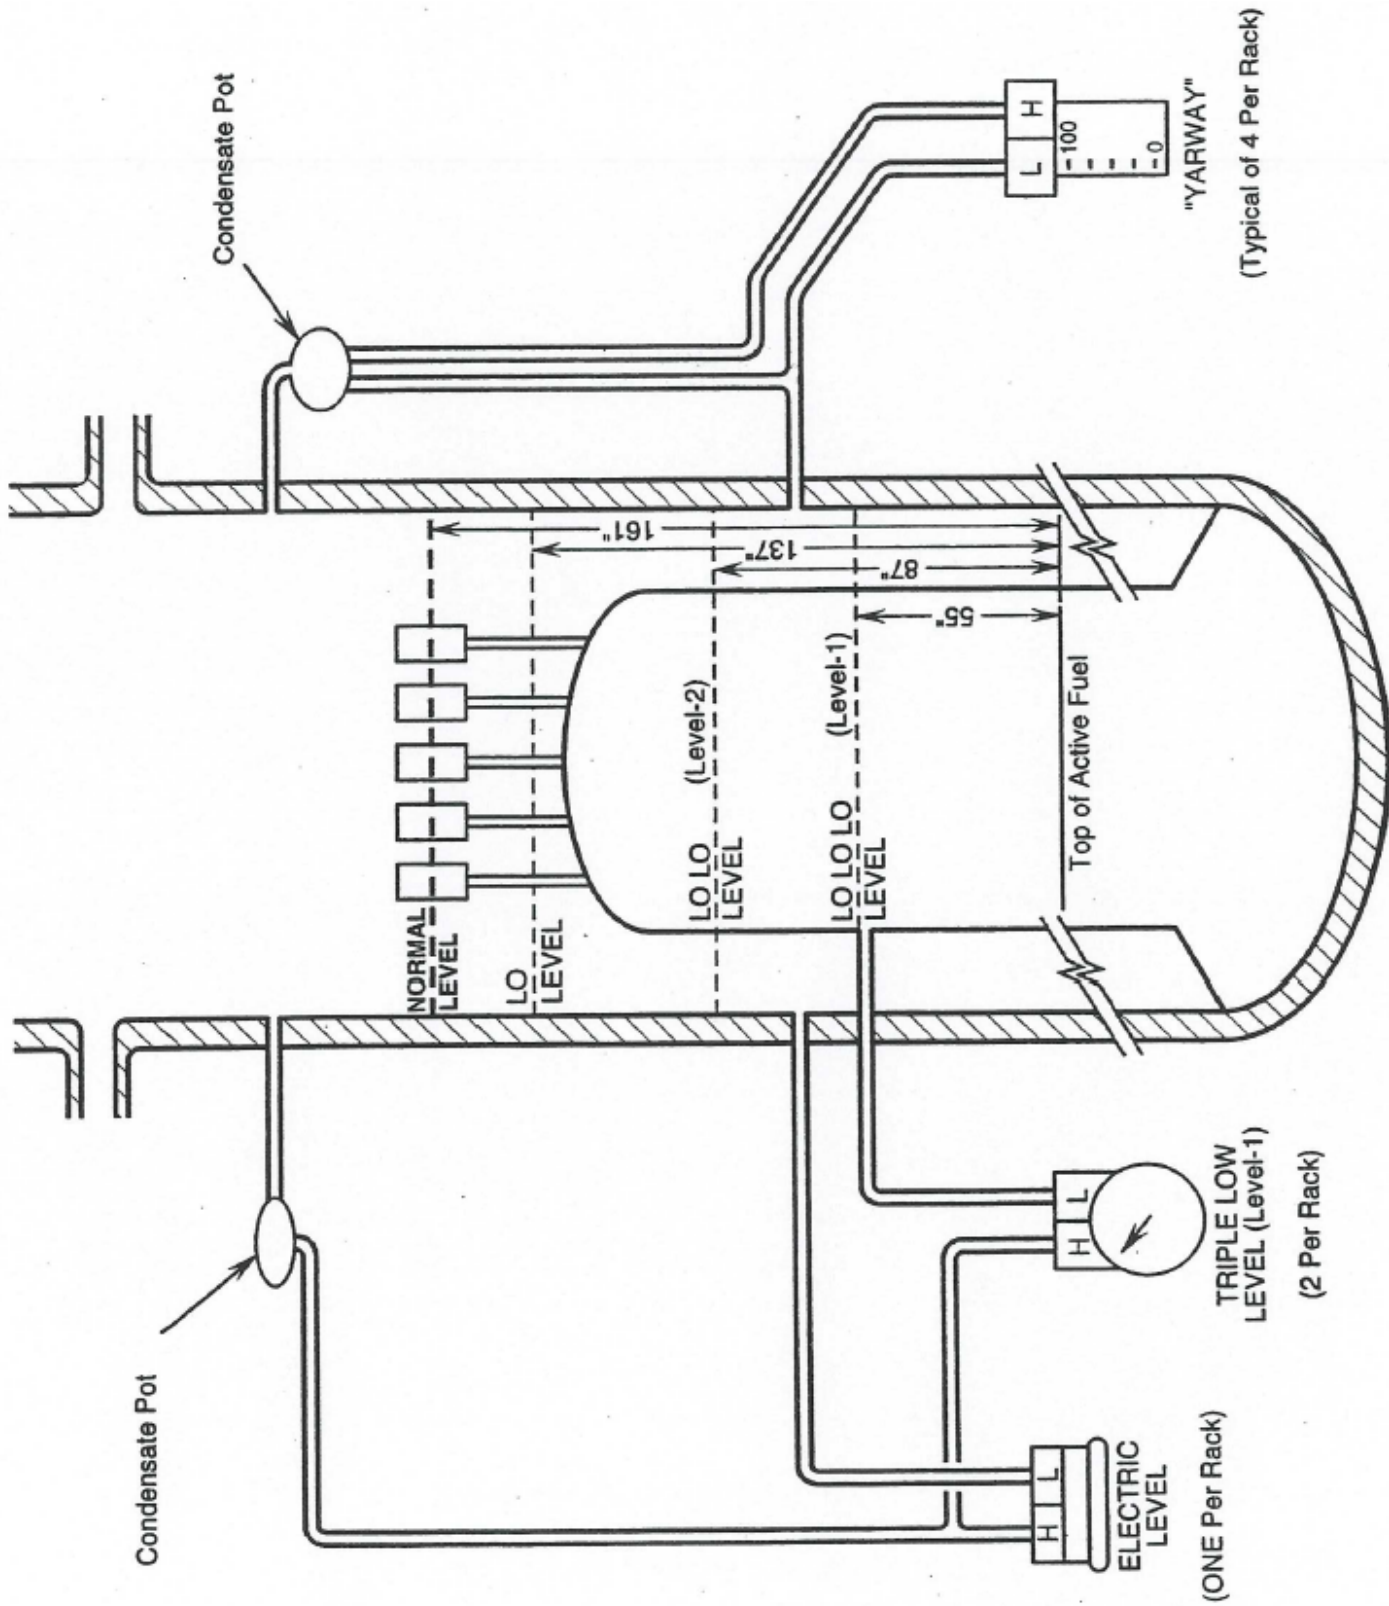 Condensate Pot
Condensate Pot
NORMAL
LEVEL
LO
LEVEL
LO LO
LEVEL
(Level-2)
LO LO LO
LEVEL
(Level-1)
161"
137"
87"
55"
Top of Active Fuel
H
L
ELECTRIC
LEVEL
(ONE Per Rack)
H
L
TRIPLE LOW
LEVEL (Level-1)
(2 Per Rack)
L
H
100
0
"YARWAY"
(Typical of 4 Per Rack)